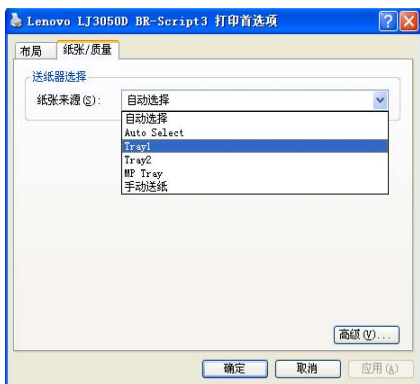 Lenovo LJ3050D BR-Script3 打印首选项
布局 纸张/质量
送纸器选择
纸张来源(S): 自动选择
自动选择
Auto Select
Tray1
Tray2
MP Tray
手动送纸
高级(V)...
确定 取消 应用(A)